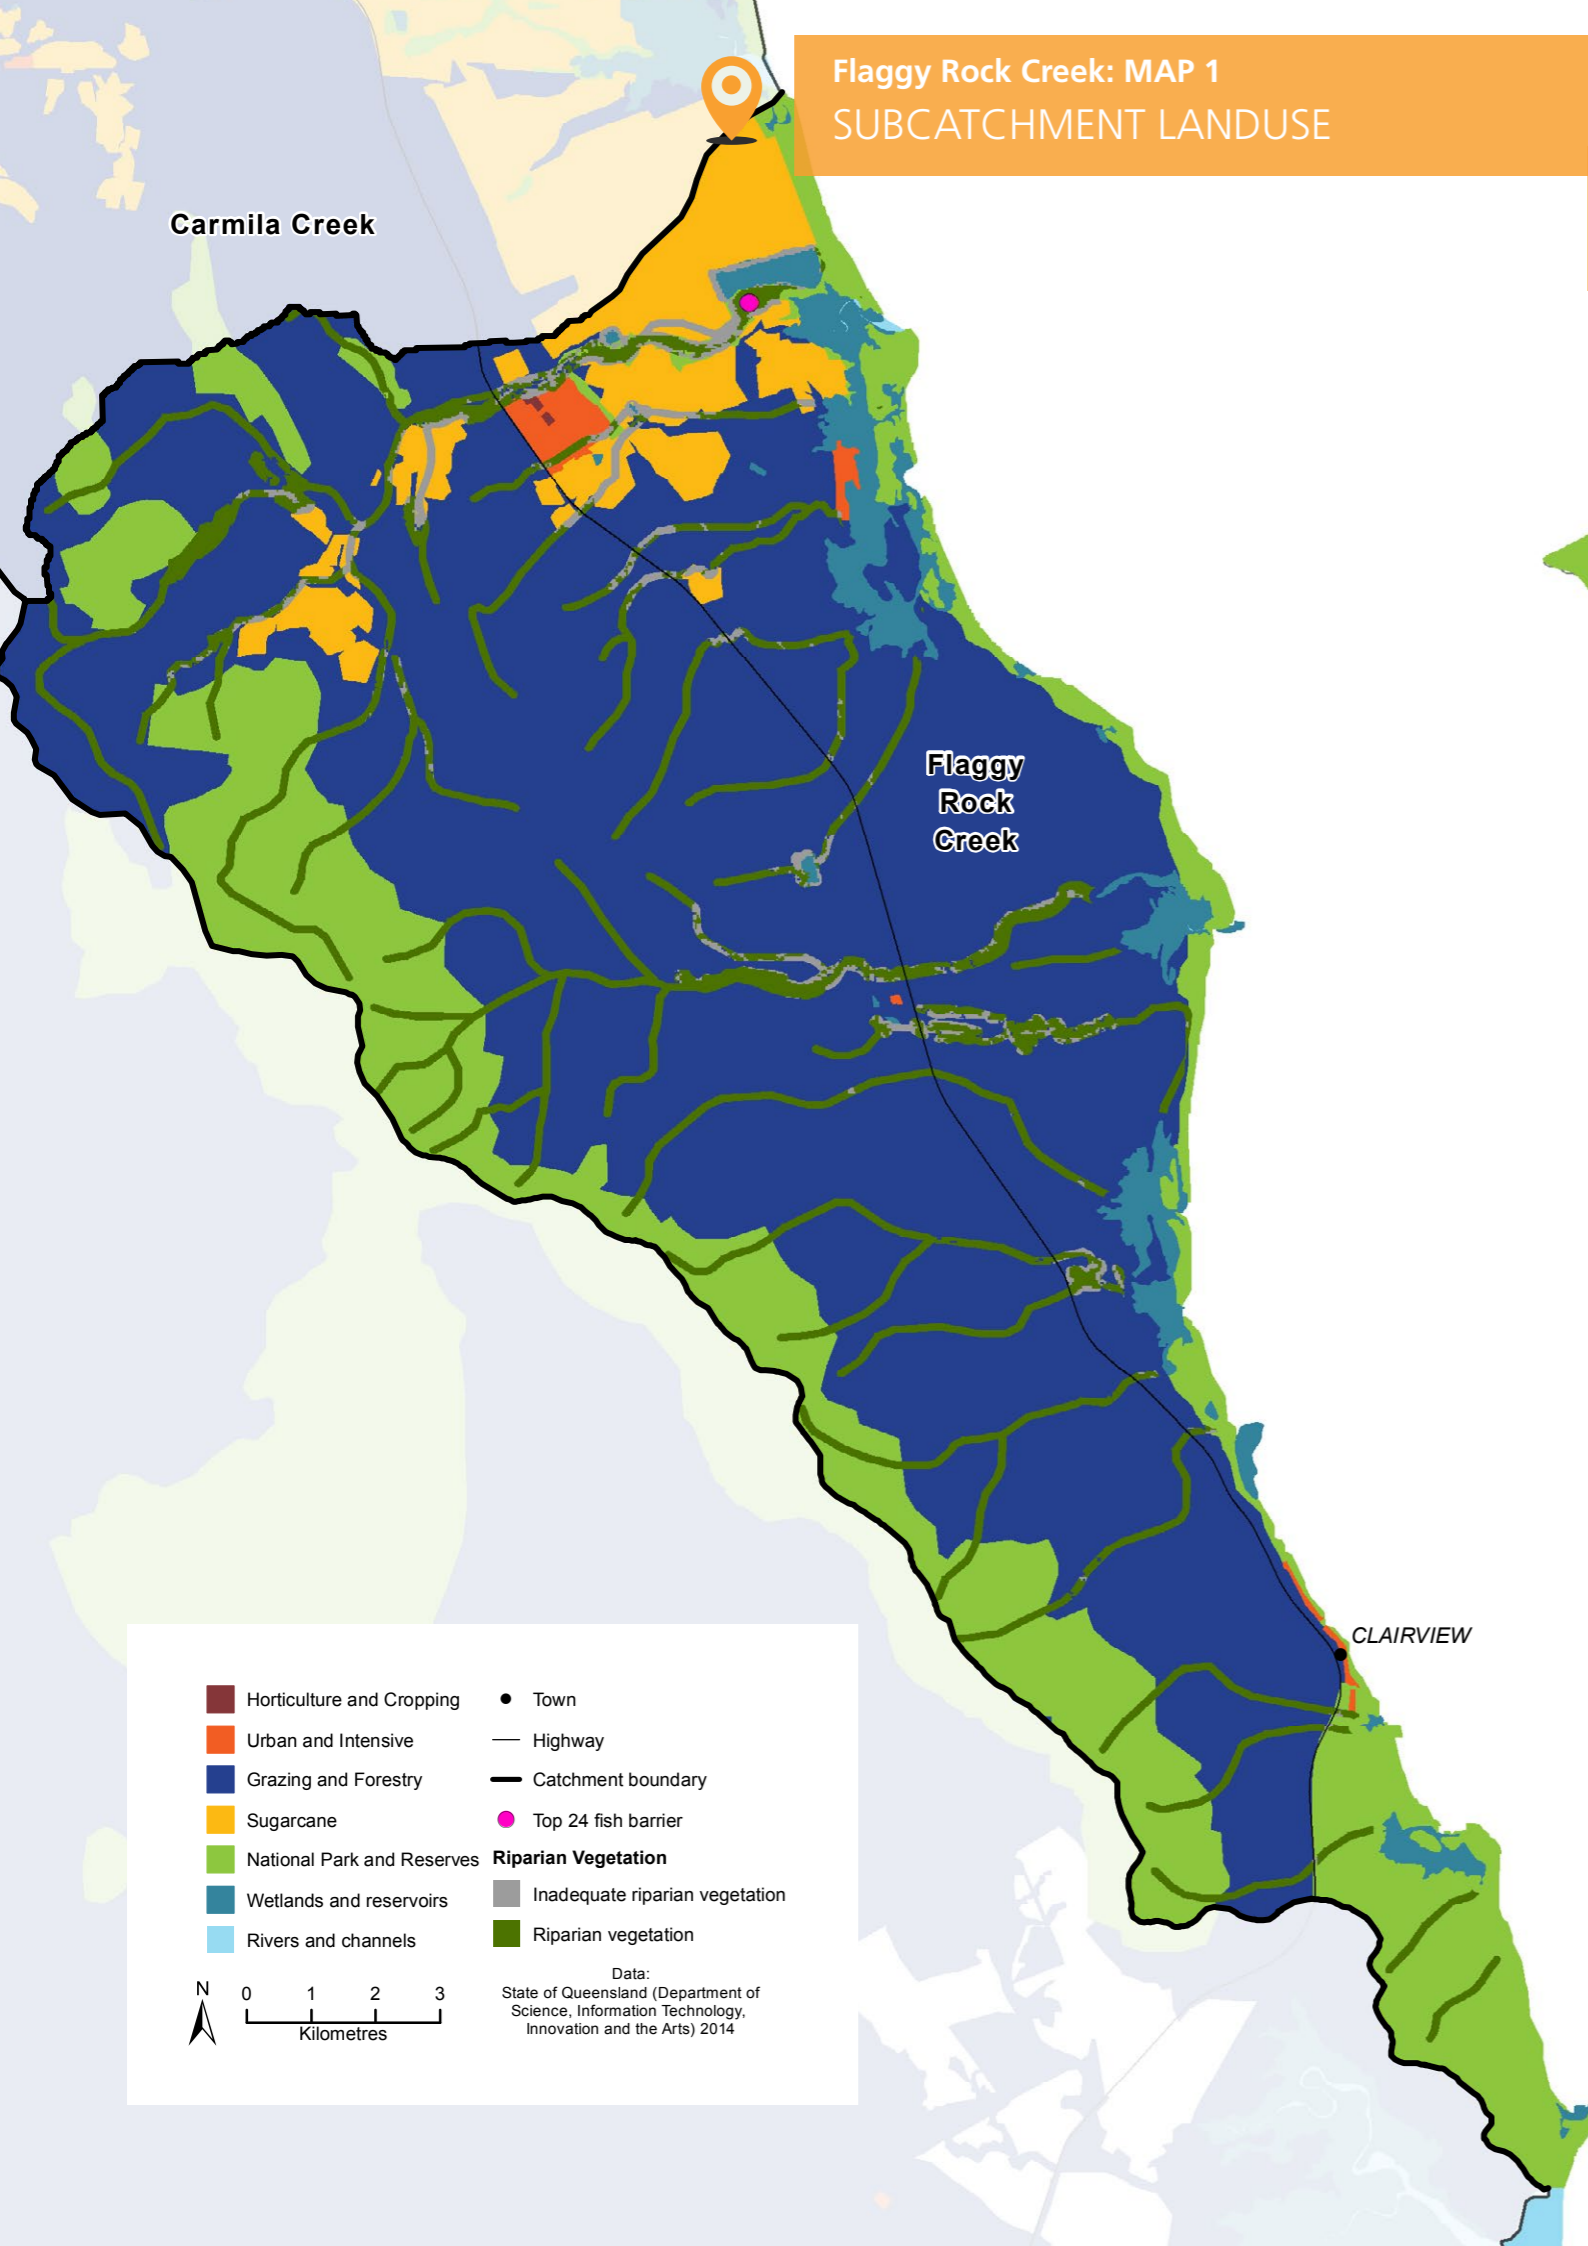 Flaggy Rock Creek: MAP 1
SUBCATCHMENT LANDUSE
Carmila Creek
Flaggy
Rock
Creek
CLAIRVIEW
Horticulture and Cropping
Urban and Intensive
Grazing and Forestry
Sugarcane
National Park and Reserves
Wetlands and reservoirs
Rivers and channels
Town
Highway
Catchment boundary
Top 24 fish barrier
Riparian Vegetation
Inadequate riparian vegetation
Riparian vegetation
N
0 1 2 3
Kilometres
Data:
State of Queensland (Department of
Science, Information Technology,
Innovation and the Arts) 2014